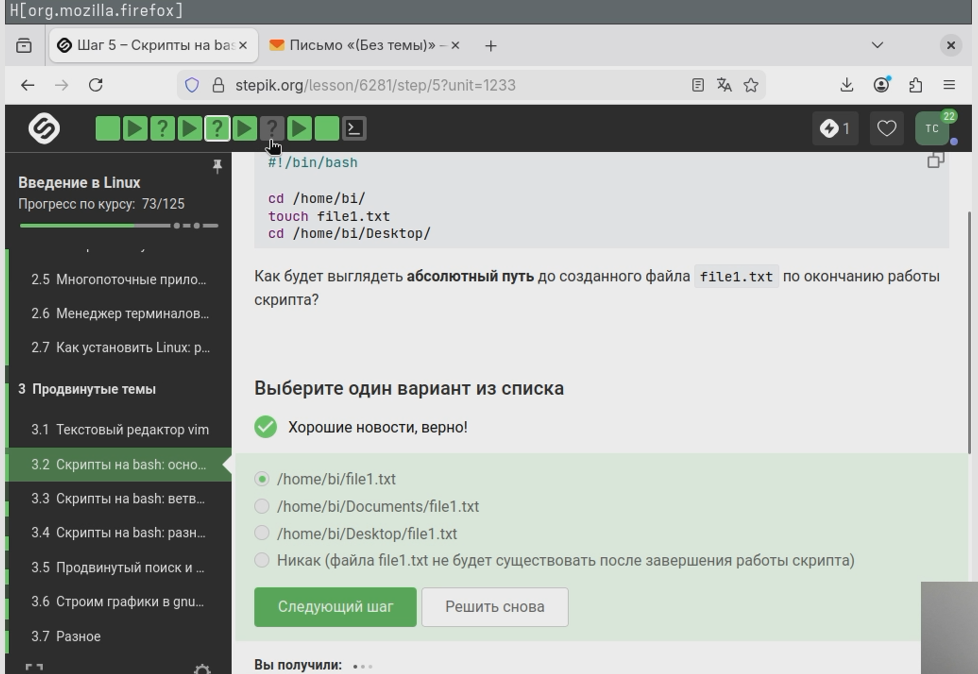 H[org.mozilla.firefox]
Шаг 5 – Скрипты на bas
Письмо «(Без темы)» –
stepik.org/lesson/6281/step/5?unit=1233
1
TC
22
Введение в Linux
Прогресс по курсу: 73/125
2.5 Многопоточные прило...
2.6 Менеджер терминалов...
2.7 Как установить Linux: р...
3 Продвинутые темы
3.1 Текстовый редактор vim
3.2 Скрипты на bash: осно...
3.3 Скрипты на bash: ветв...
3.4 Скрипты на bash: разн...
3.5 Продвинутый поиск и ...
3.6 Строим графики в gnu...
3.7 Разное
#!/bin/bash
cd /home/bi/
touch file1.txt
cd /home/bi/Desktop/
Как будет выглядеть абсолютный путь до созданного файла file1.txt по окончанию работы
скрипта?
Выберите один вариант из списка
Хорошие новости, верно!
/home/bi/file1.txt
/home/bi/Documents/file1.txt
/home/bi/Desktop/file1.txt
Никак (файла file1.txt не будет существовать после завершения работы скрипта)
Следующий шаг
Решить снова
Вы получили: